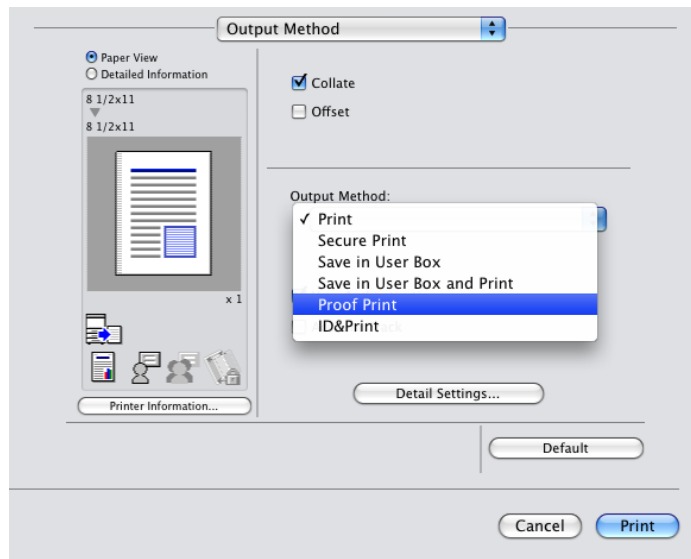 Output Method
Paper View
Detailed Information
8 1/2x11
8 1/2x11
x 1
Printer Information...
Collate
Offset
Output Method:
✓ Print
Secure Print
Save in User Box
Save in User Box and Print
Proof Print
ID&Print
Detail Settings...
Default
Cancel
Print